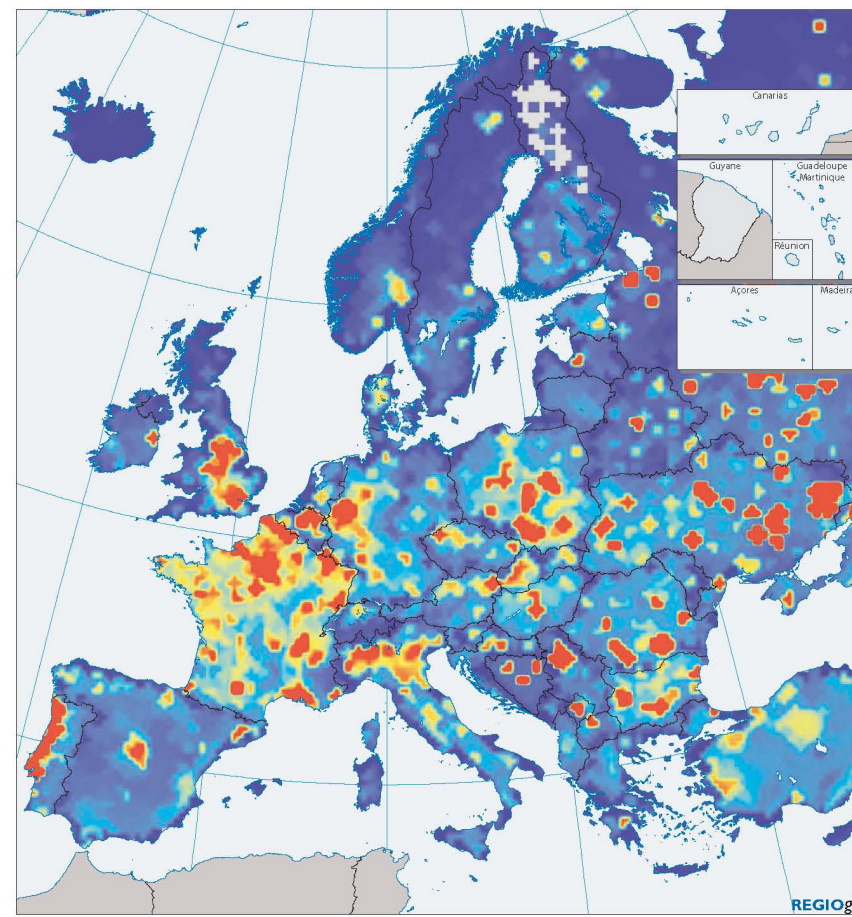 Canarias
Guyane
Guadeloupe
Martinique
Réunion
Açores
Madeira
REGIOg